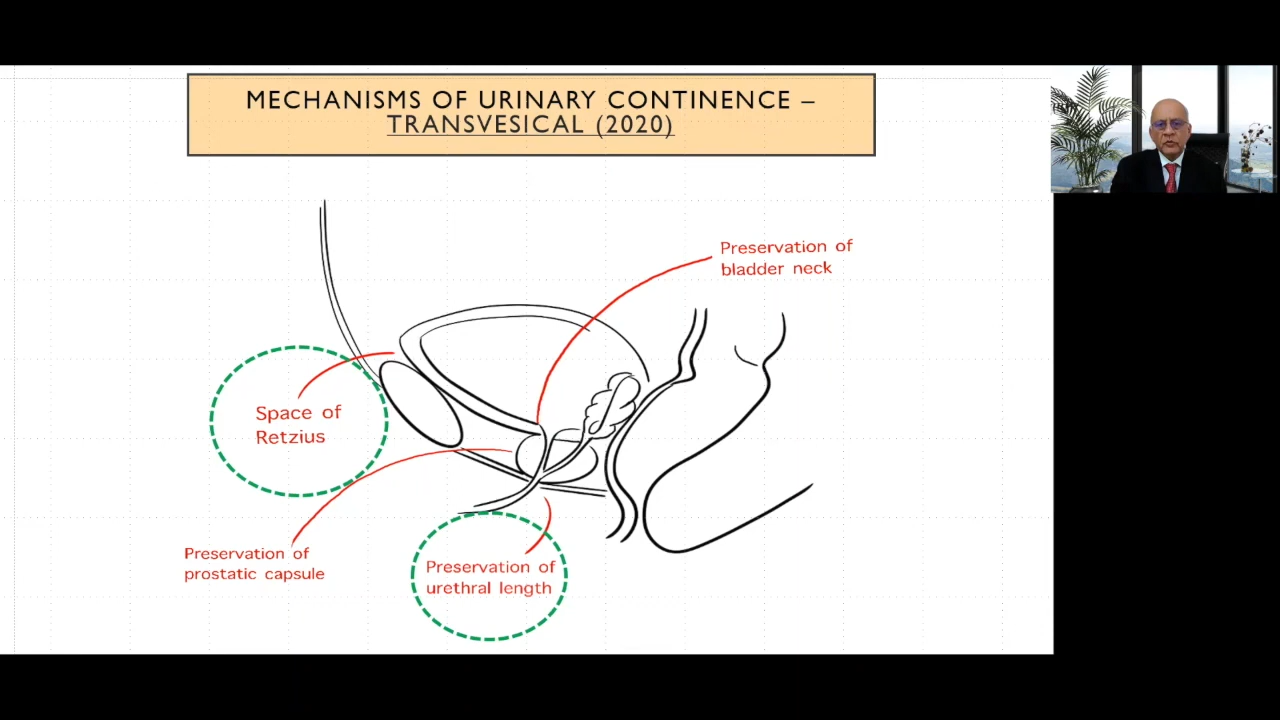 MECHANISMS OF URINARY CONTINENCE –
TRANSVESICAL (2020)
Preservation of
bladder neck
Space of
Retzius
Preservation of
prostatic capsule
Preservation of
urethral length